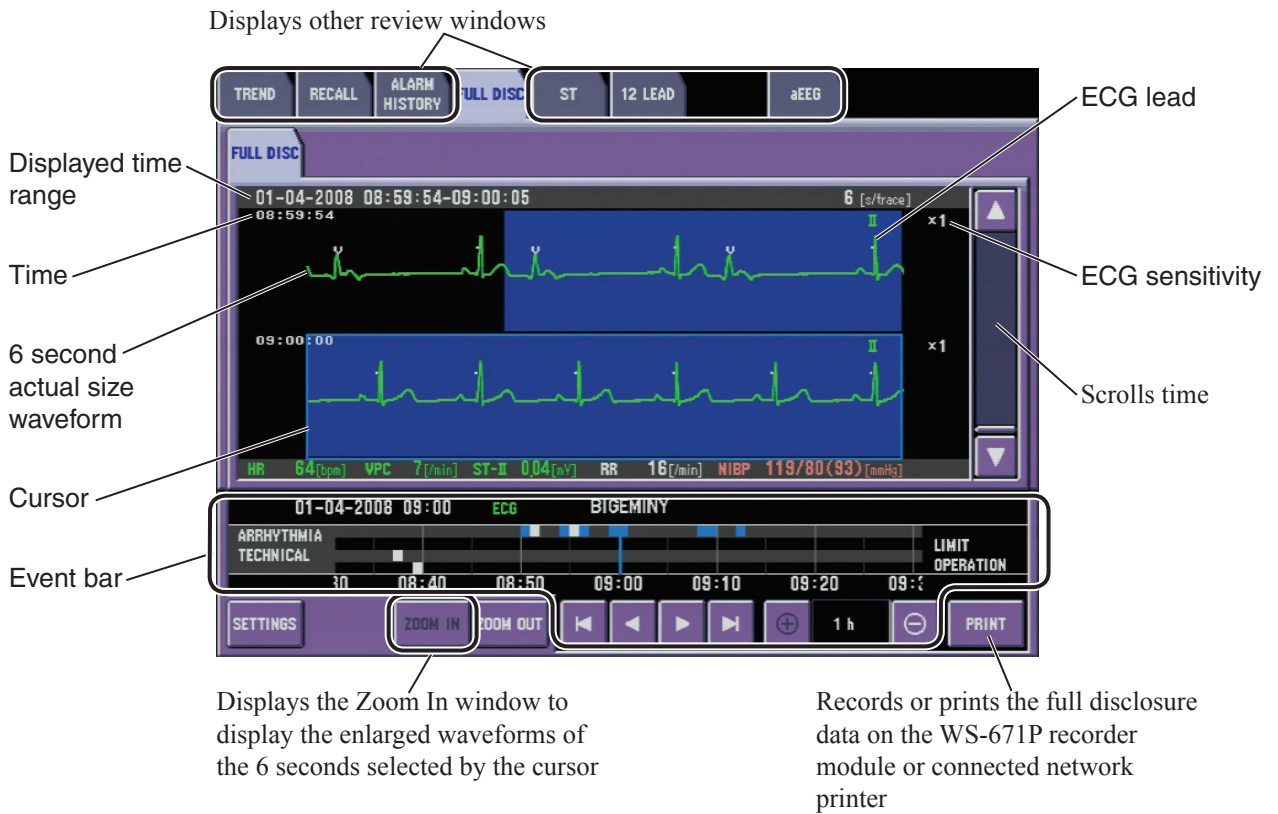 Displays other review windows
TREND
RECALL
ALARM
HISTORY
FULL DISC
ST
12 LEAD
aEEG
ECG lead
FULL DISC
Displayed time
range
01-04-2008 08:59:54-09:00:05
6 [s/trace]
08:59:54
II
×1
V
V
V
Time
ECG sensitivity
6 second
actual size
waveform
09:00:00
II
×1
Scrolls time
HR 64[bpm] VPC 7[/min] ST-II 0.04[mV] RR 16[/min] NIBP 119/80(93)[mmHg]
Cursor
01-04-2008 09:00 ECG BIGEMINY
ARRHYTHMIA
TECHNICAL
LIMIT
OPERATION
Event bar
30 08:40 08:50 09:00 09:10 09:20
SETTINGS
ZOOM IN
ZOOM OUT
1 h
PRINT
Displays the Zoom In window to
display the enlarged waveforms of
the 6 seconds selected by the cursor
Records or prints the full disclosure
data on the WS-671P recorder
module or connected network
printer